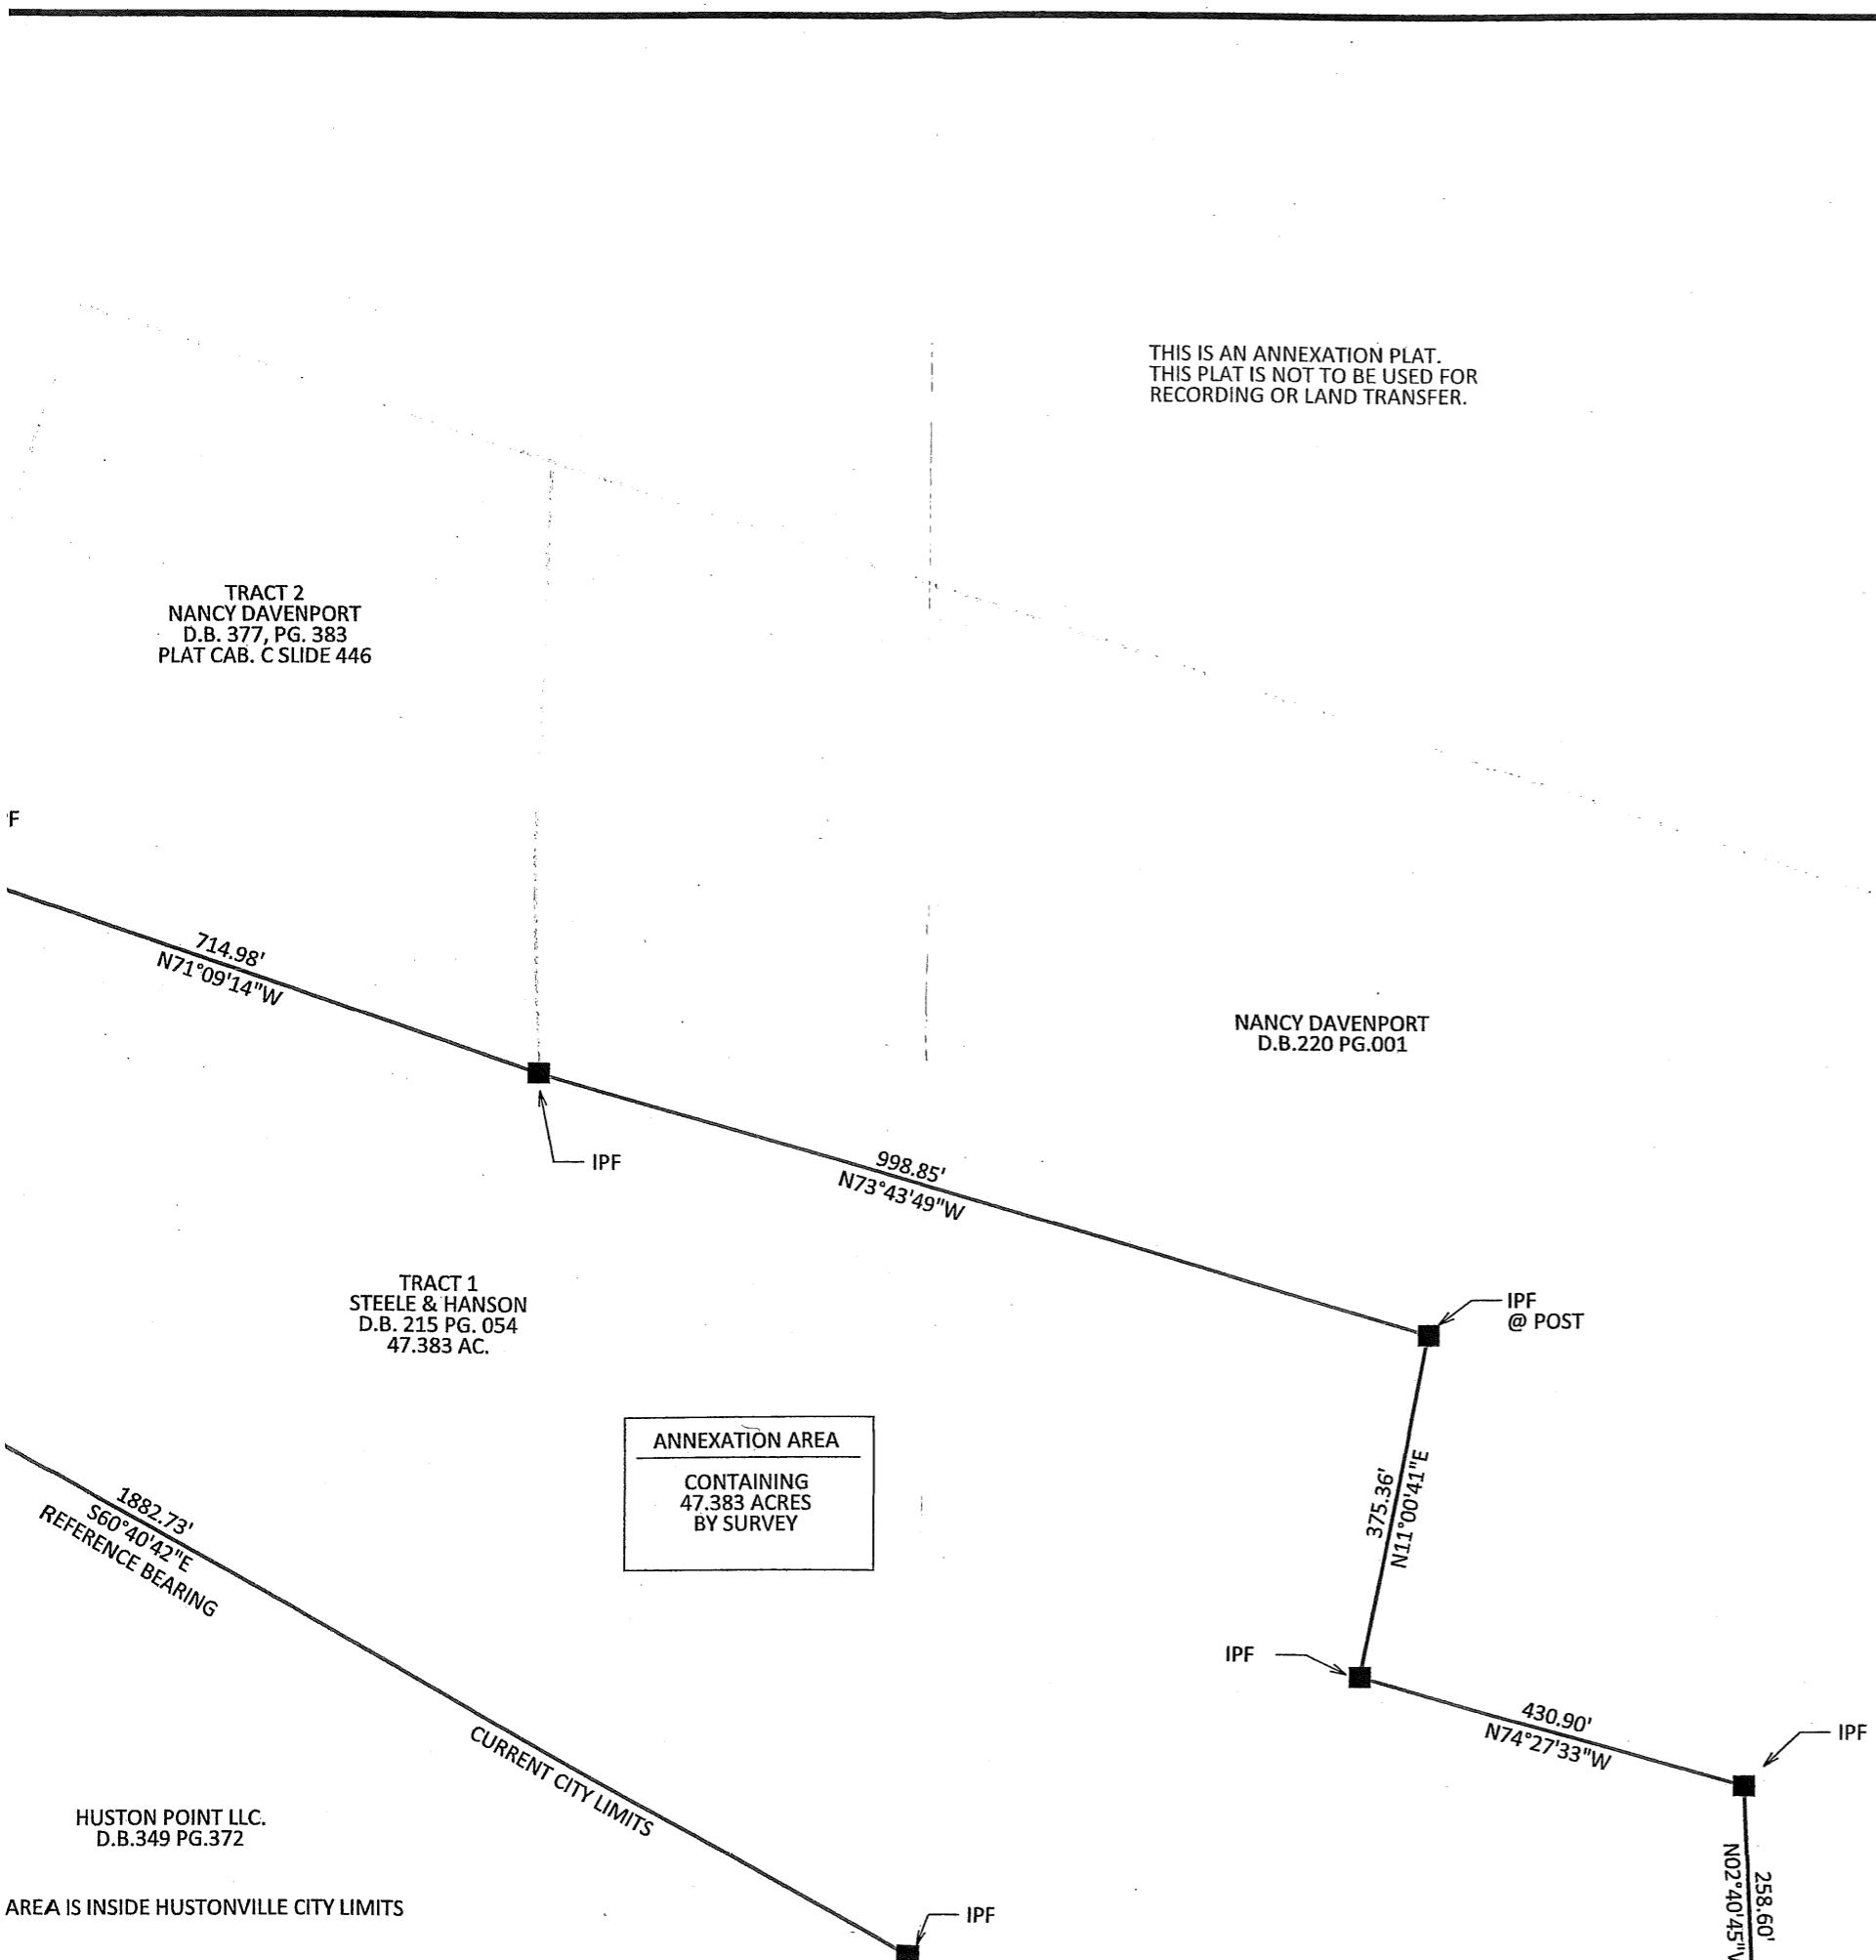 THIS IS AN ANNEXATION PLAT.
THIS PLAT IS NOT TO BE USED FOR
RECORDING OR LAND TRANSFER.
TRACT 2
NANCY DAVENPORT
D.B. 377, PG. 383
PLAT CAB. C SLIDE 446
F
714.98'
N71°09'14"W
NANCY DAVENPORT
D.B.220 PG.001
IPF
998.85'
N73°43'49"W
TRACT 1
STEELE & HANSON
D.B. 215 PG. 054
47.383 AC.
IPF
@ POST
ANNEXATION AREA
CONTAINING
47.383 ACRES
BY SURVEY
375.36'
N11°00'41"E
1882.73'
S60°40'42"E
REFERENCE BEARING
IPF
430.90'
N74°27'33"W
IPF
CURRENT CITY LIMITS
HUSTON POINT LLC.
D.B.349 PG.372
258.60'
N02°40'45"W
AREA IS INSIDE HUSTONVILLE CITY LIMITS
IPF